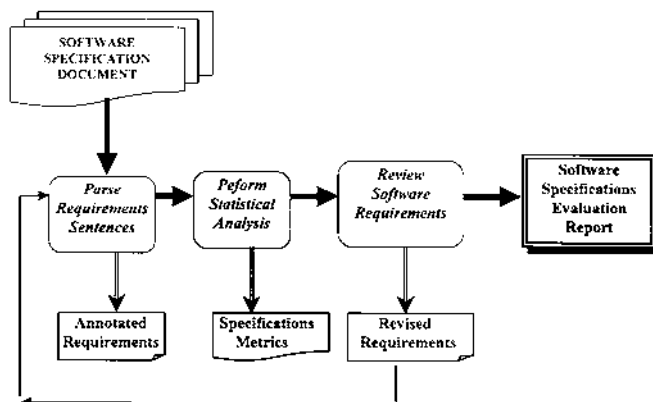 SOFTWARE
SPECIFICATION
DOCUMENT
Parse
Requirements
Sentences
Peform
Statistical
Analysis
Review
Software
Requirements
Software
Specifications
Evaluation
Report
Annotated
Requirements
Specifications
Metrics
Revised
Requirements